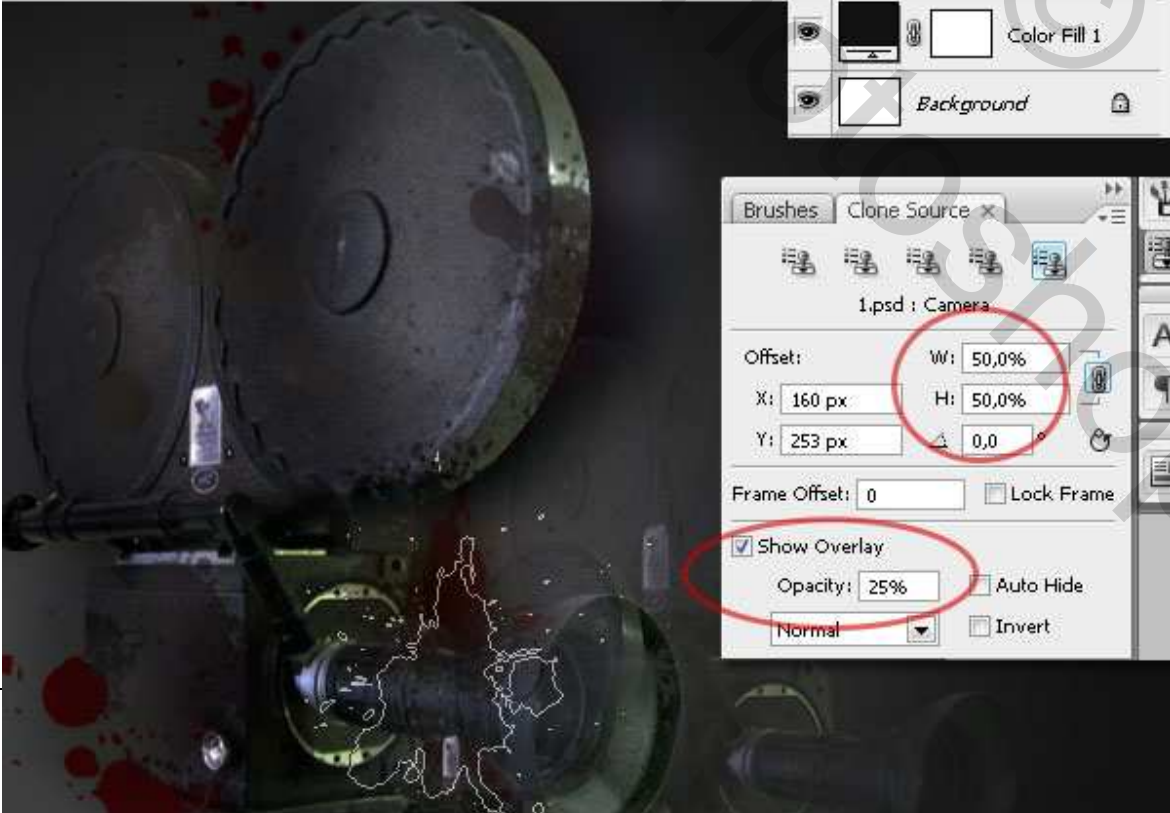 Color Fill 1
Background
Brushes Clone Source ×
1.psd : Camera
Offset: W: 50,0%
X: 160 px H: 50,0%
Y: 253 px 0,0 °
Frame Offset: 0 Lock Frame
Show Overlay
Opacity: 25% Auto Hide
Normal Invert
A
¶